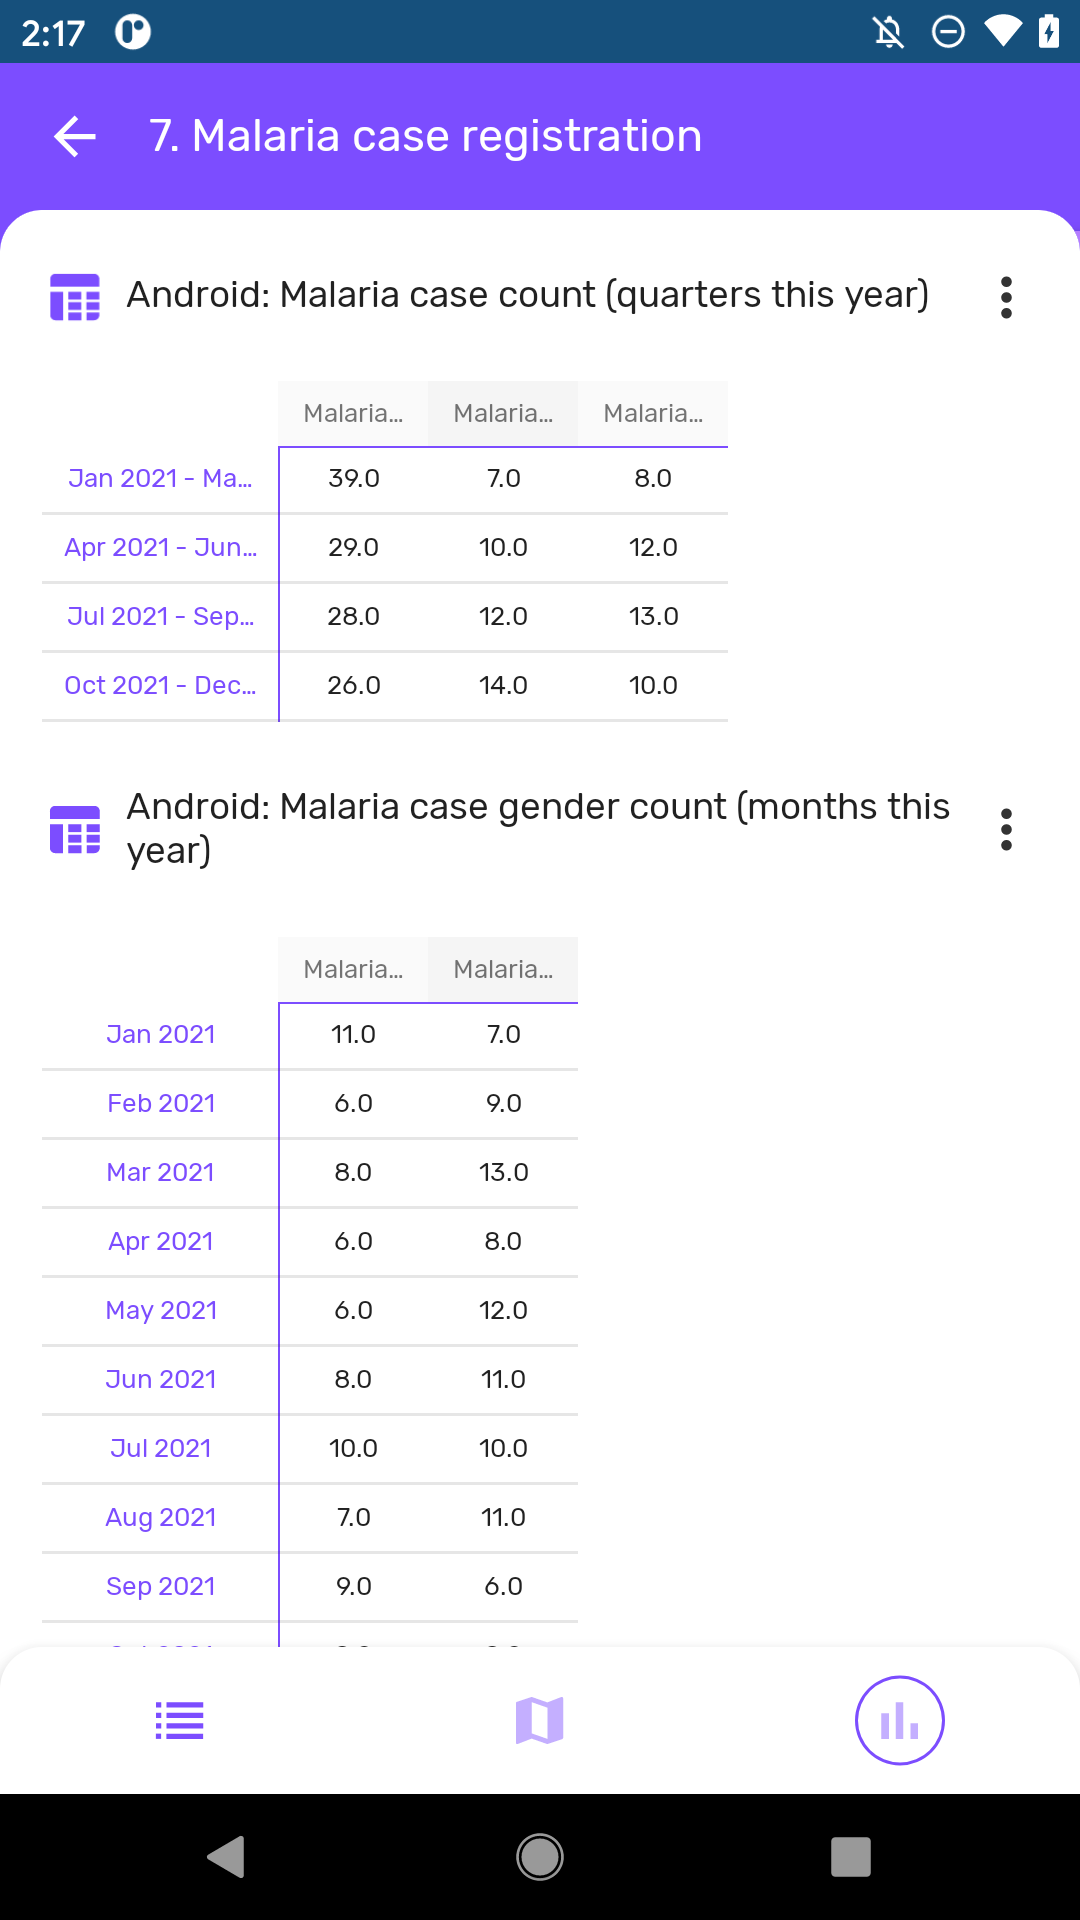 2:17
7. Malaria case registration
Android: Malaria case count (quarters this year)
Malaria... Malaria... Malaria...
Jan 2021 - Ma... 39.0 7.0 8.0
Apr 2021 - Jun... 29.0 10.0 12.0
Jul 2021 - Sep... 28.0 12.0 13.0
Oct 2021 - Dec... 26.0 14.0 10.0
Android: Malaria case gender count (months this
year)
Malaria... Malaria...
Jan 2021 11.0 7.0
Feb 2021 6.0 9.0
Mar 2021 8.0 13.0
Apr 2021 6.0 8.0
May 2021 6.0 12.0
Jun 2021 8.0 11.0
Jul 2021 10.0 10.0
Aug 2021 7.0 11.0
Sep 2021 9.0 6.0